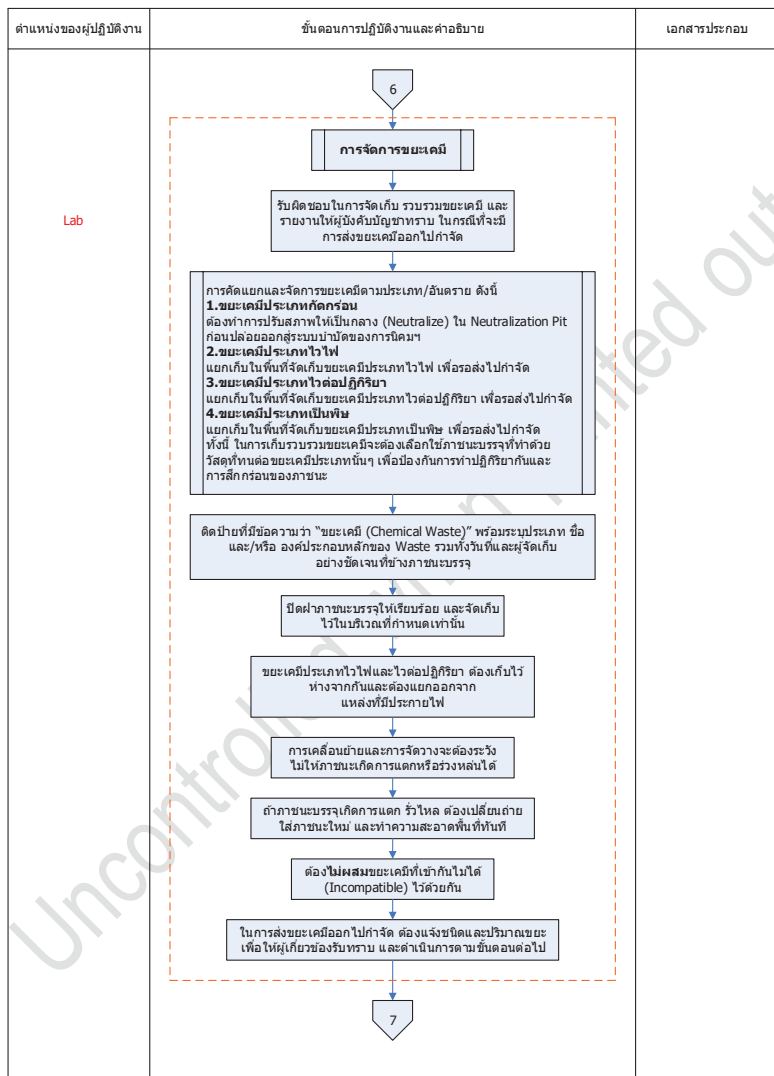 ตำแหน่งของผู้ปฏิบัติงาน
ขั้นตอนการปฏิบัติงานและคำอธิบาย
เอกสารประกอบ
6
การจัดการขยะเคมี
Lab
รับผิดชอบในการจัดเก็บ รวบรวมขยะเคมี และ
รายงานให้ผู้บังคับบัญชาทราบ ในกรณีที่จะมี
การส่งขยะเคมีออกไปกำจัด
การคัดแยกและจัดการขยะเคมีตามประเภท/อันตราย ดังนี้
1.ขยะเคมีประเภทกัดกร่อน
ต้องทำการปรับสภาพให้เป็นกลาง (Neutralize) ใน Neutralization Pit
ก่อนปล่อยออกสู่ระบบบำบัดของการนิคมฯ
2.ขยะเคมีประเภทไวไฟ
แยกเก็บในพื้นที่จัดเก็บขยะเคมีประเภทไวไฟ เพื่อรอส่งไปกำจัด
3.ขยะเคมีประเภทไวต่อปฏิกิริยา
แยกเก็บในพื้นที่จัดเก็บขยะเคมีประเภทไวต่อปฏิกิริยา เพื่อรอส่งไปกำจัด
4.ขยะเคมีประเภทเป็นพิษ
แยกเก็บในพื้นที่จัดเก็บขยะเคมีประเภทเป็นพิษ เพื่อรอส่งไปกำจัด
ทั้งนี้ ในการเก็บรวบรวมขยะเคมีจะต้องเลือกใช้ภาชนะบรรจุที่ทำด้วย
วัสดุที่ทนต่อขยะเคมีประเภทนั้นๆ เพื่อป้องกันการทำปฏิกิริยากันและ
การสึกกร่อนของภาชนะ
ติดป้ายที่มีข้อความว่า “ขยะเคมี (Chemical Waste)” พร้อมระบุประเภท ชื่อ
และ/หรือ องค์ประกอบหลักของ Waste รวมทั้งวันที่และผู้จัดเก็บ
อย่างชัดเจนที่ข้างภาชนะบรรจุ
ปิดฝาภาชนะบรรจุให้เรียบร้อย และจัดเก็บ
ไว้ในบริเวณที่กำหนดเท่านั้น
ขยะเคมีประเภทไวไฟและไวต่อปฏิกิริยา ต้องเก็บไว้
ห่างจากกันและต้องแยกออกจาก
แหล่งที่มีประกายไฟ
การเคลื่อนย้ายและการจัดวางจะต้องระวัง
ไม่ให้ภาชนะเกิดการแตกหรือร่วงหล่นได้
ถ้าภาชนะบรรจุเกิดการแตก รั่วไหล ต้องเปลี่ยนถ่าย
ใส่ภาชนะใหม่ และทำความสะอาดพื้นที่ทันที
ต้องไม่ผสมขยะเคมีที่เข้ากันไม่ได้
(Incompatible) ไว้ด้วยกัน
ในการส่งขยะเคมีออกไปกำจัด ต้องแจ้งชนิดและปริมาณขยะ
เพื่อให้ผู้เกี่ยวข้องรับทราบ และดำเนินการตามขั้นตอนต่อไป
7